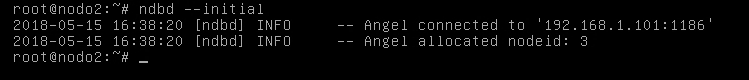 root@nodo2:~# ndbd --initial
2018-05-15 16:38:20 [ndbd] INFO     -- Angel connected to '192.168.1.101:1186'
2018-05-15 16:38:20 [ndbd] INFO     -- Angel allocated nodeid: 3
root@nodo2:~# _